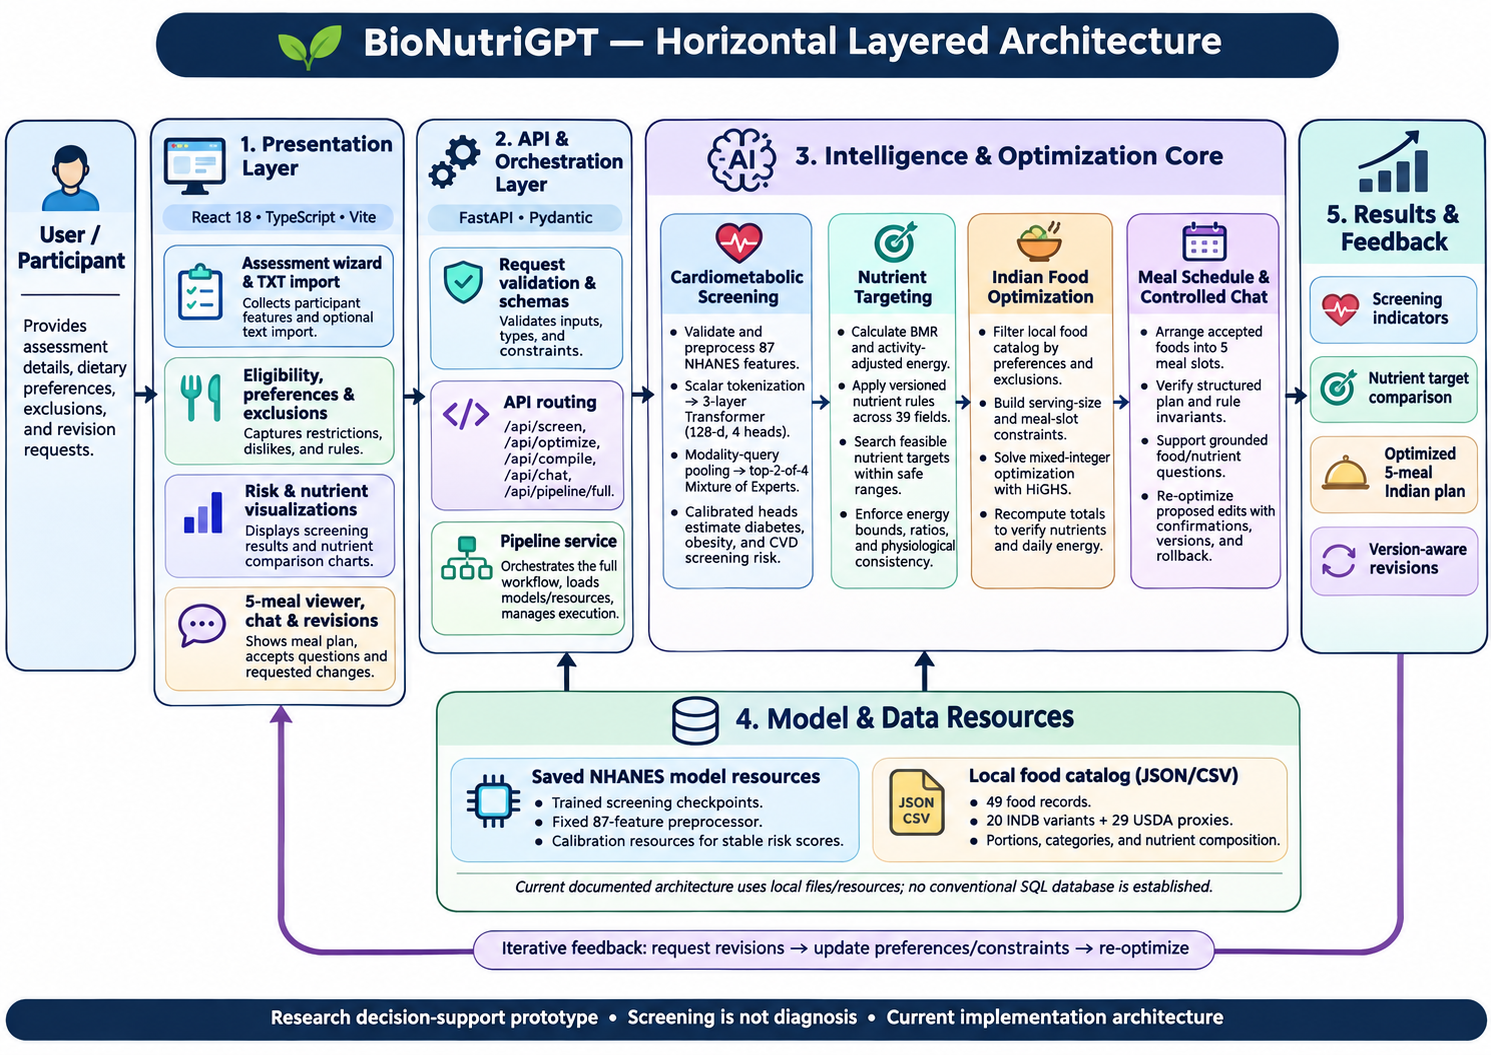 BioNutriGPT — Horizontal Layered Architecture
User /
Participant
Provides
assessment
details, dietary
preferences,
exclusions,
and revision
requests.
1. Presentation
Layer
React 18 • TypeScript • Vite
Assessment wizard
& TXT import
Collects participant
features and optional
text import.
Eligibility,
preferences &
exclusions
Captures restrictions,
dislikes, and rules.
Risk & nutrient
visualizations
Displays screening
results and nutrient
comparison charts.
5-meal viewer,
chat & revisions
Shows meal plan,
accepts questions and
requested changes.
2. API &
Orchestration
Layer
FastAPI • Pydantic
Request
validation &
schemas
Validates inputs,
types, and
constraints.
</>
API routing
/api/screen,
/api/optimize,
/api/compile,
/api/chat,
/api/pipeline/full.
Pipeline service
Orchestrates the full
workflow, loads
models/resources,
manages execution.
AI
3. Intelligence & Optimization Core
Cardiometabolic
Screening
• Validate and
preprocess 87
NHANES features.
• Scalar tokenization
→ 3-layer
Transformer
(128-d, 4 heads).
• Modality-query
pooling → top-2-of-4
Mixture of Experts.
• Calibrated heads
estimate diabetes,
obesity, and CVD
screening risk.
Nutrient
Targeting
• Calculate BMR
and activity-
adjusted energy.
• Apply versioned
nutrient rules
across 39 fields.
• Search feasible
nutrient targets
within safe
ranges.
• Enforce energy
bounds, ratios,
and physiological
consistency.
Indian Food
Optimization
• Filter local food
catalog by
preferences and
exclusions.
• Build serving-size
and meal-slot
constraints.
• Solve mixed-integer
optimization
with HiGHS.
• Recompute totals
to verify nutrients
and daily energy.
Meal Schedule &
Controlled Chat
• Arrange accepted
foods into 5
meal slots.
• Verify structured
plan and rule
invariants.
• Support grounded
food/nutrient
questions.
• Re-optimize
proposed edits with
confirmations,
versions, and
rollback.
5. Results &
Feedback
Screening
indicators
Nutrient target
comparison
Optimized
5-meal
Indian plan
Version-aware
revisions
4. Model & Data Resources
Saved NHANES model resources
• Trained screening checkpoints.
• Fixed 87-feature preprocessor.
• Calibration resources for stable risk scores.
JSON
CSV
Local food catalog (JSON/CSV)
• 49 food records.
• 20 INDB variants + 29 USDA proxies.
• Portions, categories, and nutrient composition.
Current documented architecture uses local files/resources; no conventional SQL database is established.
Iterative feedback: request revisions → update preferences/constraints → re-optimize
Research decision-support prototype • Screening is not diagnosis • Current implementation architecture